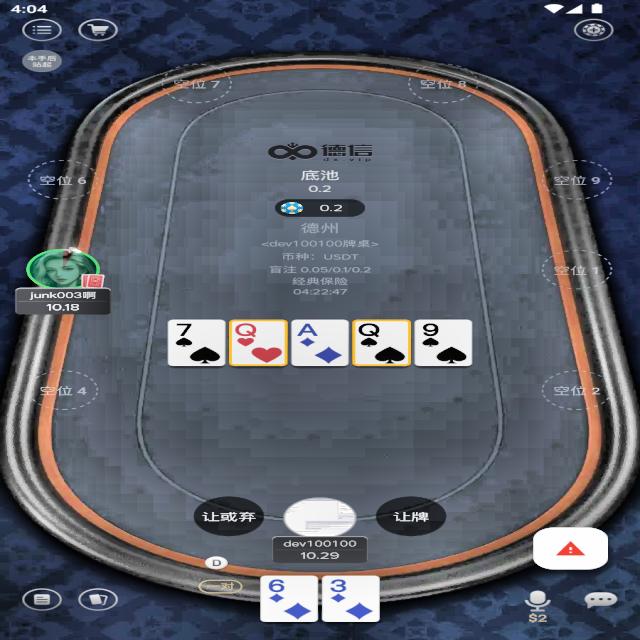 4:04
本手后
站起
空位 7
空位 8
德信
dx.vip
底池
0.2
0.2
空位 6
空位 9
德州
<dev100100牌桌>
币种：USDT
盲注 0.05/0.1/0.2
经典保险
04:22:47
空位 1
junk003啊
10.18
7 Q A Q 9
空位 4
空位 2
让或弃
让牌
dev100100
10.29
D
一对
6 3
$2